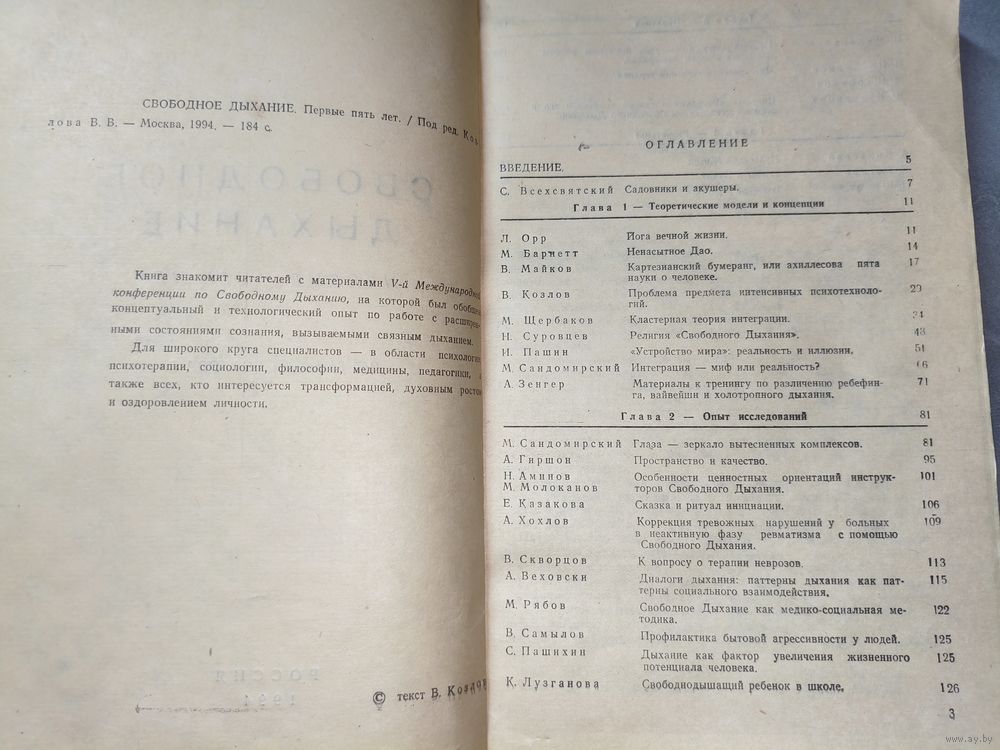 СВОБОДНОЕ ДЫХАНИЕ. Первые пять лет. / Под ред. Коз
лова В. В. — Москва, 1994. — 184 с.
СВОБОДНОЕ
ДЫХАНИЕ
Книга знакомит читателей с материалами V-й Международной
конференции по Свободному Дыханию, на которой был обобщен
концептуальный и технологический опыт по работе с расширен-
ными состояниями сознания, вызываемыми связным дыханием.
Для широкого круга специалистов — в области психологии,
психотерапии, социологии, философии, медицины, педагогики, а
также всех, кто интересуется трансформацией, духовным ростом
и оздоровлением личности.
РОССИЯ
1994
© текст В. Козлов
ОГЛАВЛЕНИЕ
ВВЕДЕНИЕ. 5
С. Всехсвятский Садовники и акушеры. 7
Глава 1 — Теоретические модели и концепции 11
Л. Орр Йога вечной жизни. 11
М. Барнетт Ненасытное Дао. 14
В. Майков Картезианский бумеранг, или ахиллесова пята 17
науки о человеке.
В. Козлов Проблема предмета интенсивных психотехноло-
гий.
М. Щербаков Кластерная теория интеграции.
Н. Суровцев Религия «Свободного Дыхания».
И. Пашин «Устройство мира»: реальность и иллюзии. 51
М. Сандомирский Интеграция — миф или реальность?
А. Зенгер Материалы к тренингу по различению ребефин- 71
га, вайвейшн и холотропного дыхания.
Глава 2 — Опыт исследований 81
М. Сандомирский Глаза — зеркало вытесненных комплексов. 81
А. Гиршон Пространство и качество. 95
Н. Аминов Особенности ценностных ориентаций инструк- 101
М. Молоканов торов Свободного Дыхания.
Е. Казакова Сказка и ритуал инициации. 106
А. Хохлов Коррекция тревожных нарушений у больных 109
в неактивную фазу ревматизма с помощью
Свободного Дыхания.
В. Скворцов К вопросу о терапии неврозов. 113
А. Веховски Диалоги дыхания: паттерны дыхания как пат- 115
терны социального взаимодействия.
М. Рябов Свободное Дыхание как медико-социальная ме- 122
тодика.
В. Самылов Профилактика бытовой агрессивности у людей. 125
С. Пашихин Дыхание как фактор увеличения жизненного 125
потенциала человека.
К. Лузганова Свободнодышащий ребенок в школе. 126
3
www.ay.by